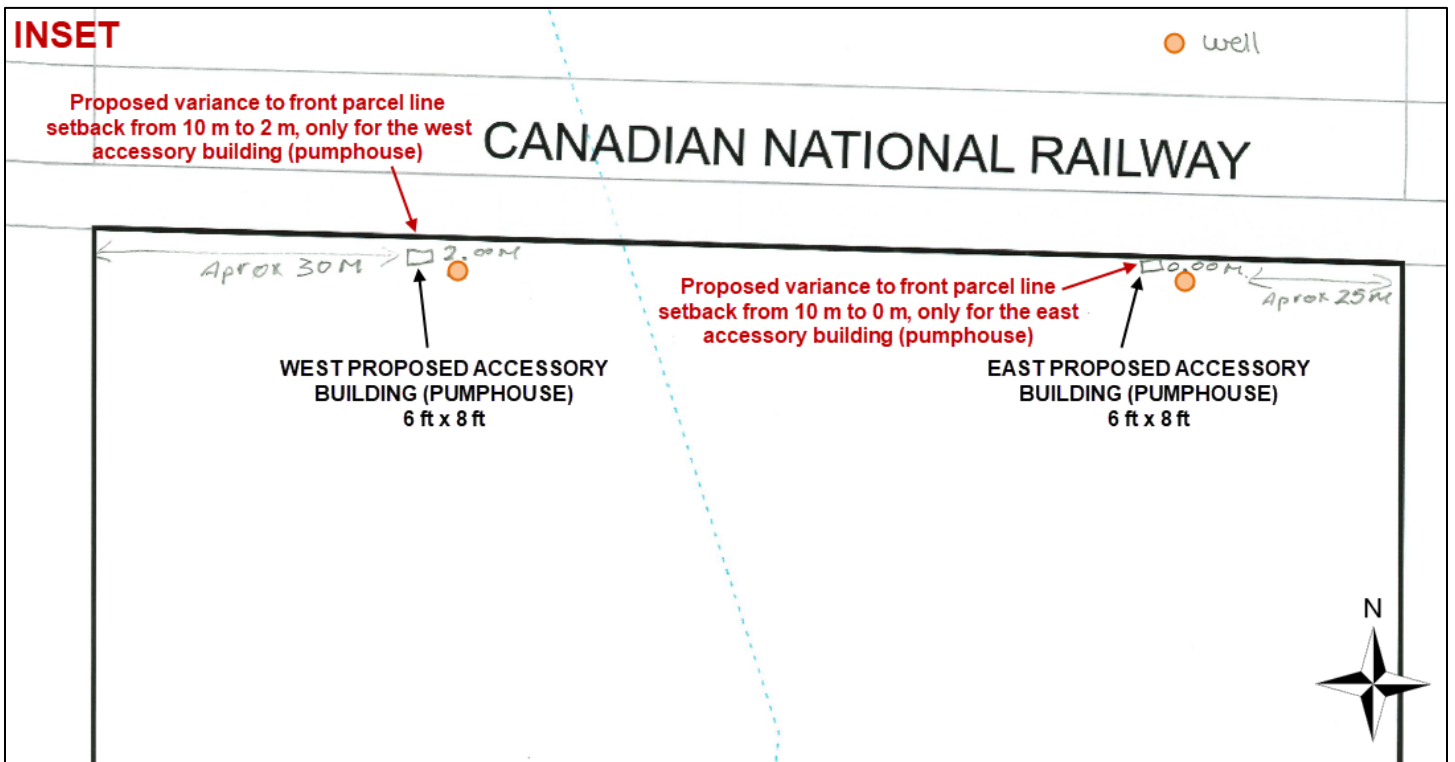 INSET
well
Proposed variance to front parcel line
setback from 10 m to 2 m, only for the west
accessory building (pumphouse)
CANADIAN NATIONAL RAILWAY
Aprox 30 M
2.00M
0.00 M.
Aprox 25 M
Proposed variance to front parcel line
setback from 10 m to 0 m, only for the east
accessory building (pumphouse)
WEST PROPOSED ACCESSORY
BUILDING (PUMPHOUSE)
6 ft x 8 ft
EAST PROPOSED ACCESSORY
BUILDING (PUMPHOUSE)
6 ft x 8 ft
N